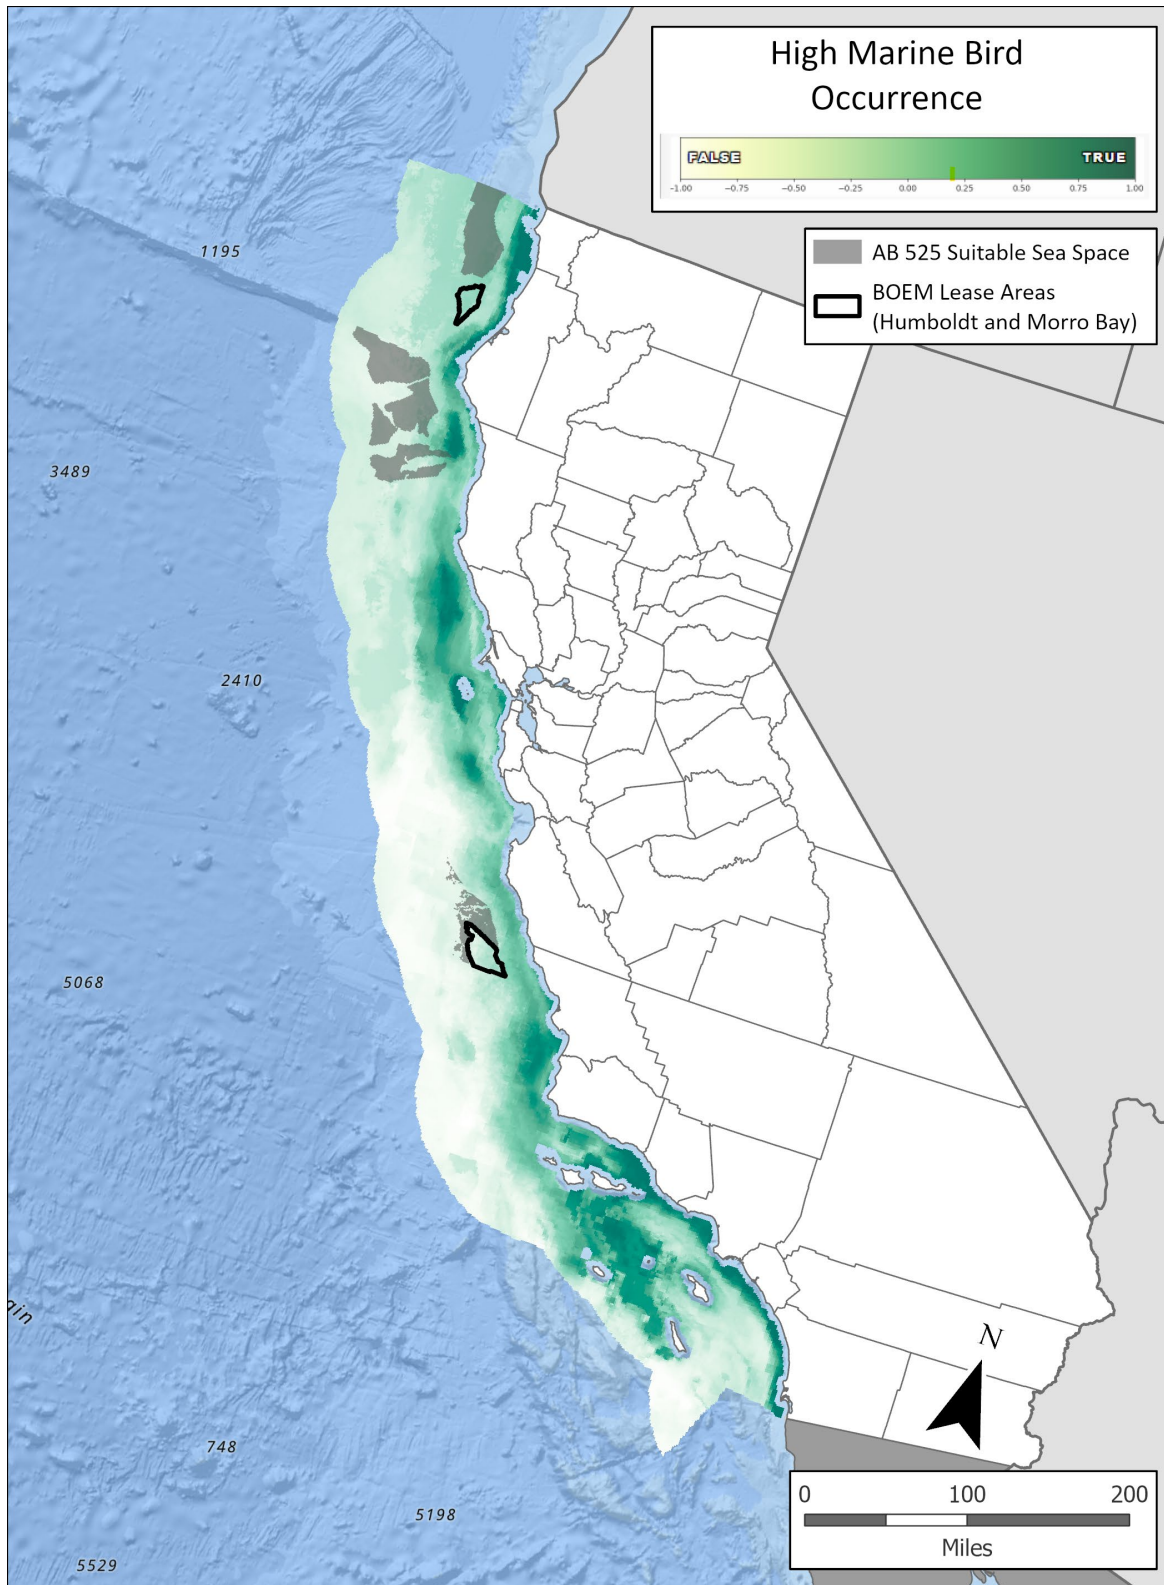 High Marine Bird
Occurrence
FALSE TRUE
-1.00 -0.75 -0.50 -0.25 0.00 0.25 0.50 0.75 1.00
AB 525 Suitable Sea Space
BOEM Lease Areas
(Humboldt and Morro Bay)
1195
3489
2410
5068
gin
N
748
5198
5529
0 100 200
Miles